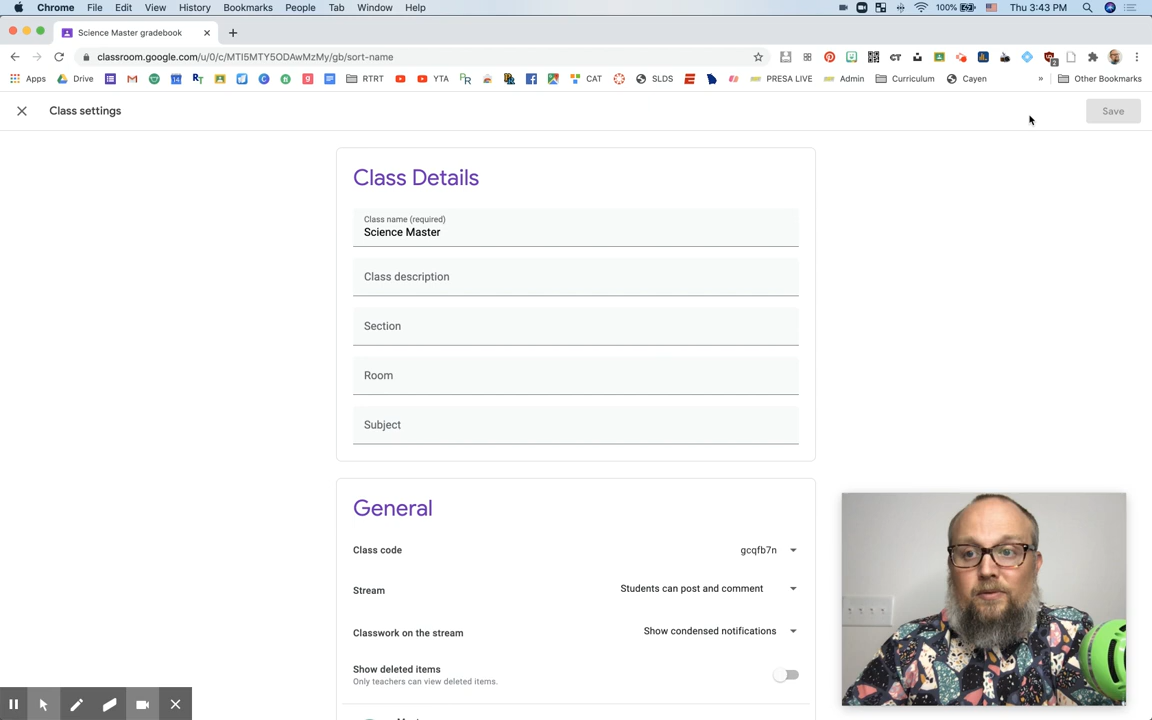 Chrome File Edit View History Bookmarks People Tab Window Help 100% Thu 3:43 PM
Science Master gradebook
classroom.google.com/u/0/c/MTI5MTY5ODAwMzMy/gb/sort-name
Apps Drive RTRT YTA CAT SLDS PRESA LIVE Admin Curriculum Cayen » Other Bookmarks
Class settings
Save
Class Details
Class name (required)
Science Master
Class description
Section
Room
Subject
General
Class code gcqfb7n
Stream Students can post and comment
Classwork on the stream Show condensed notifications
Show deleted items
Only teachers can view deleted items.